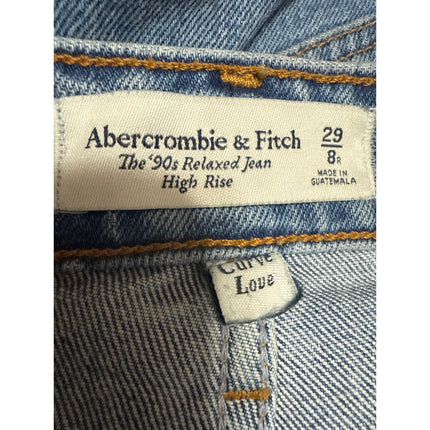 Abercrombie & Fitch
The '90s Relaxed Jean
High Rise
29
8R
MADE IN
GUATEMALA
Curve
Love